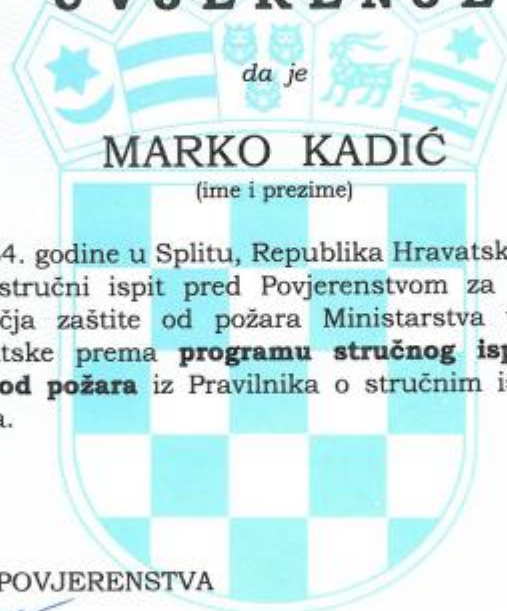 UVJERENJE
da je
MARKO KADIĆ
(ime i prezime)
4. godine u Splitu, Republika Hravatsk
stručni ispit pred Povjerenstvom za
čja zaštite od požara Ministarstva
tske prema programu stručnog isp
od požara iz Pravilnika o stručnim i
a.
POVJERENSTVA